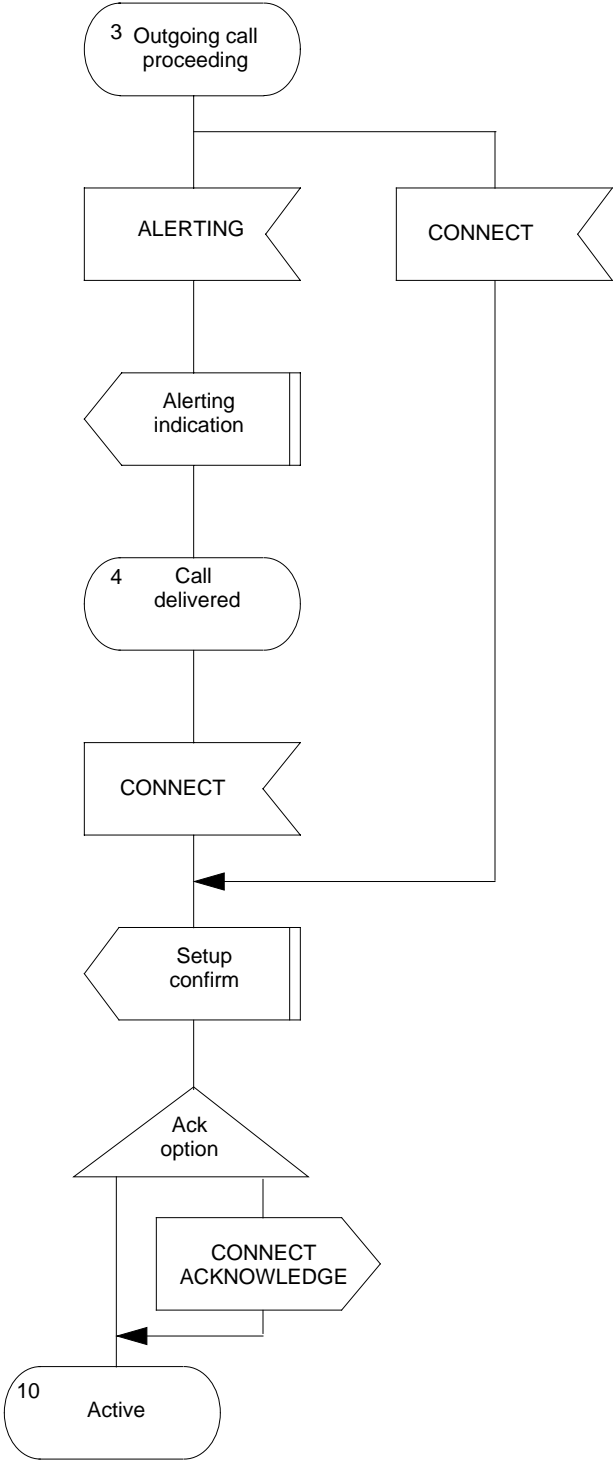 3 Outgoing call
proceeding
ALERTING
CONNECT
Alerting
indication
4 Call
delivered
CONNECT
Setup
confirm
Ack
option
CONNECT
ACKNOWLEDGE
10
Active